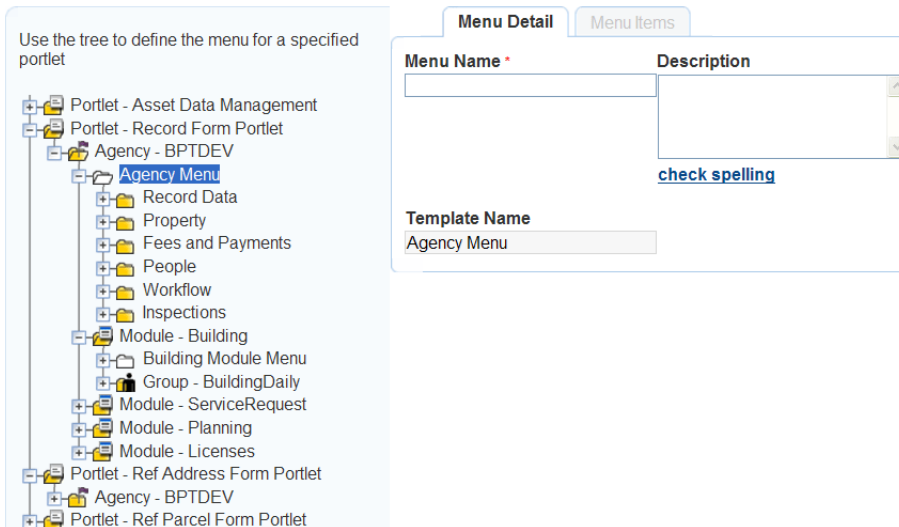 Use the tree to define the menu for a specified
portlet
Portlet - Asset Data Management
Portlet - Record Form Portlet
Agency - BPTDEV
Agency Menu
Record Data
Property
Fees and Payments
People
Workflow
Inspections
Module - Building
Building Module Menu
Group - BuildingDaily
Module - ServiceRequest
Module - Planning
Module - Licenses
Portlet - Ref Address Form Portlet
Agency - BPTDEV
Portlet - Ref Parcel Form Portlet
Menu Detail Menu Items
Menu Name * Description
check spelling
Template Name
Agency Menu